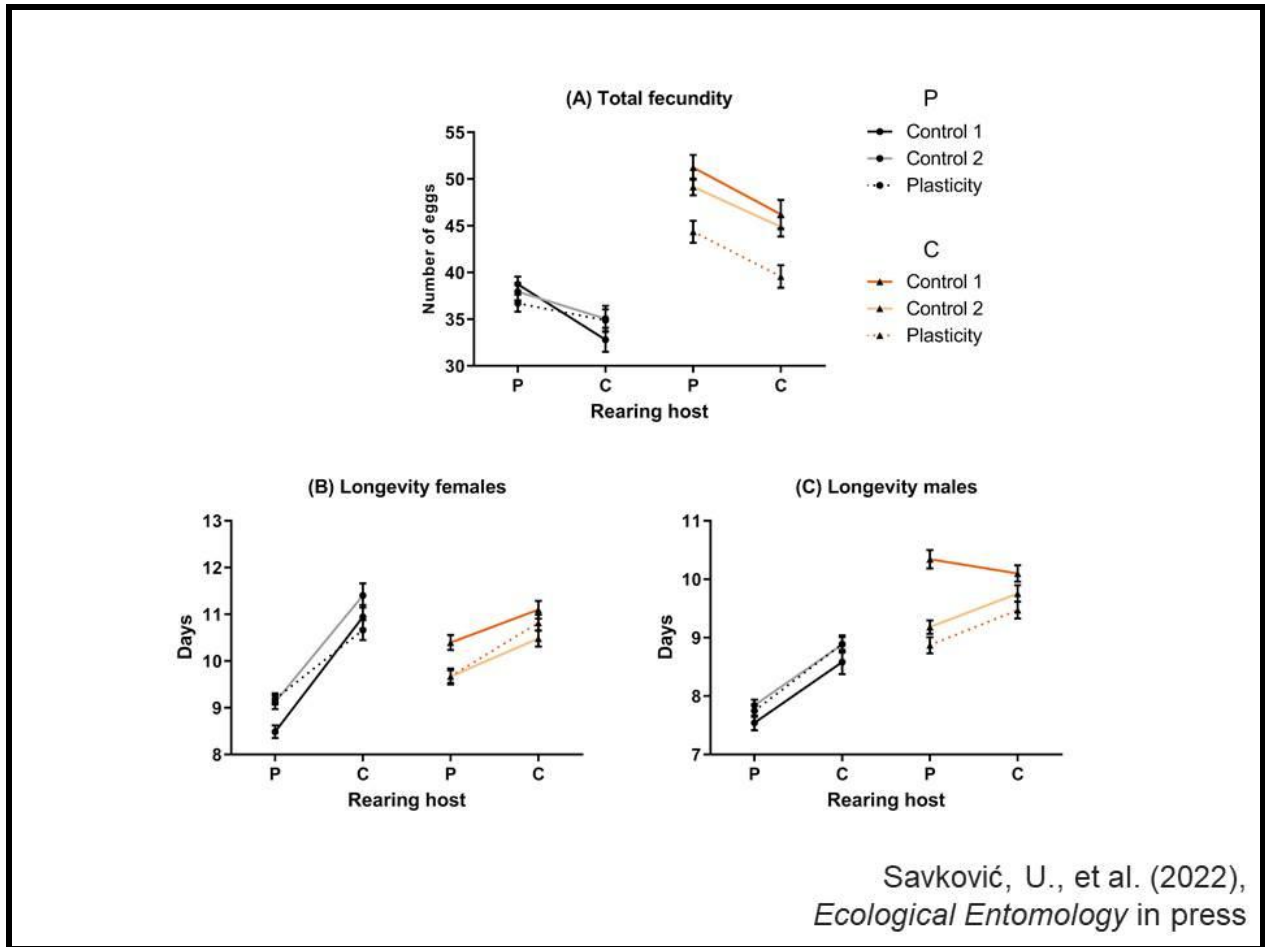 (A) Total fecundity
55
50
45
40
35
30
Number of eggs
P C P C
Rearing host
P
Control 1
Control 2
Plasticity
C
Control 1
Control 2
Plasticity
(B) Longevity females
13
12
11
10
9
8
Days
P C P C
Rearing host
(C) Longevity males
11
10
9
8
7
Days
P C P C
Rearing host
Savković, U., et al. (2022),
Ecological Entomology in press